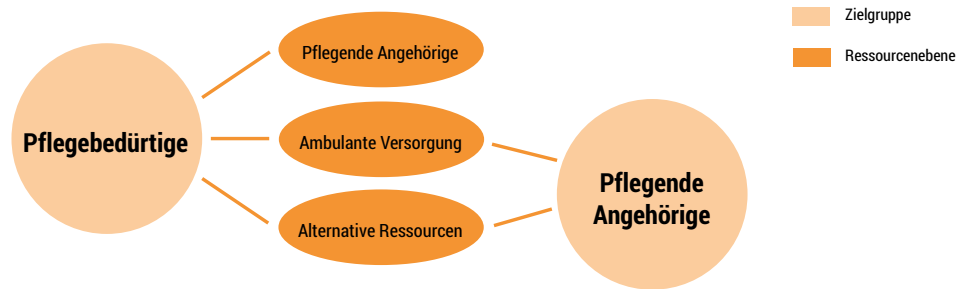 Zielgruppe
Ressourcenebene
Pflegende Angehörige
Pflegebedürtige
Ambulante Versorgung
Pflegende
Angehörige
Alternative Ressourcen